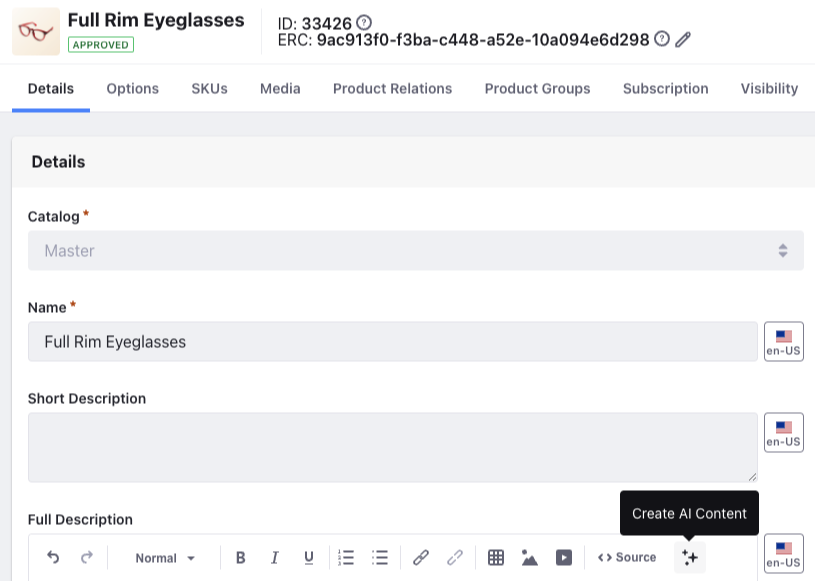 Full Rim Eyeglasses
APPROVED
ID: 33426
ERC: 9ac913f0-f3ba-c448-a52e-10a094e6d298
Details Options SKUs Media Product Relations Product Groups Subscription Visibility
Details
Catalog *
Master
Name *
Full Rim Eyeglasses
en-US
Short Description
en-US
Create AI Content
Full Description
Normal B I U Source
en-US